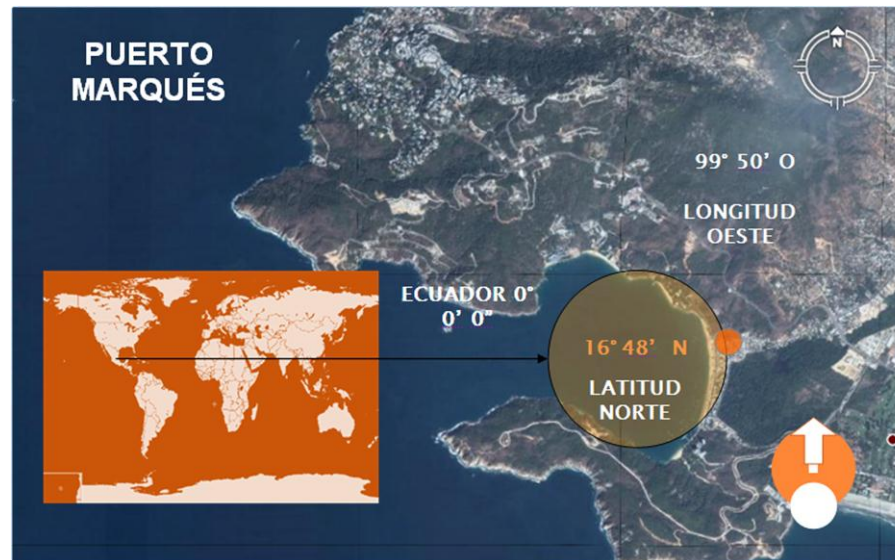 PUERTO
MARQUÉS
N
99° 50' O
LONGITUD
OESTE
ECUADOR 0°
0' 0"
16° 48' N
LATITUD
NORTE